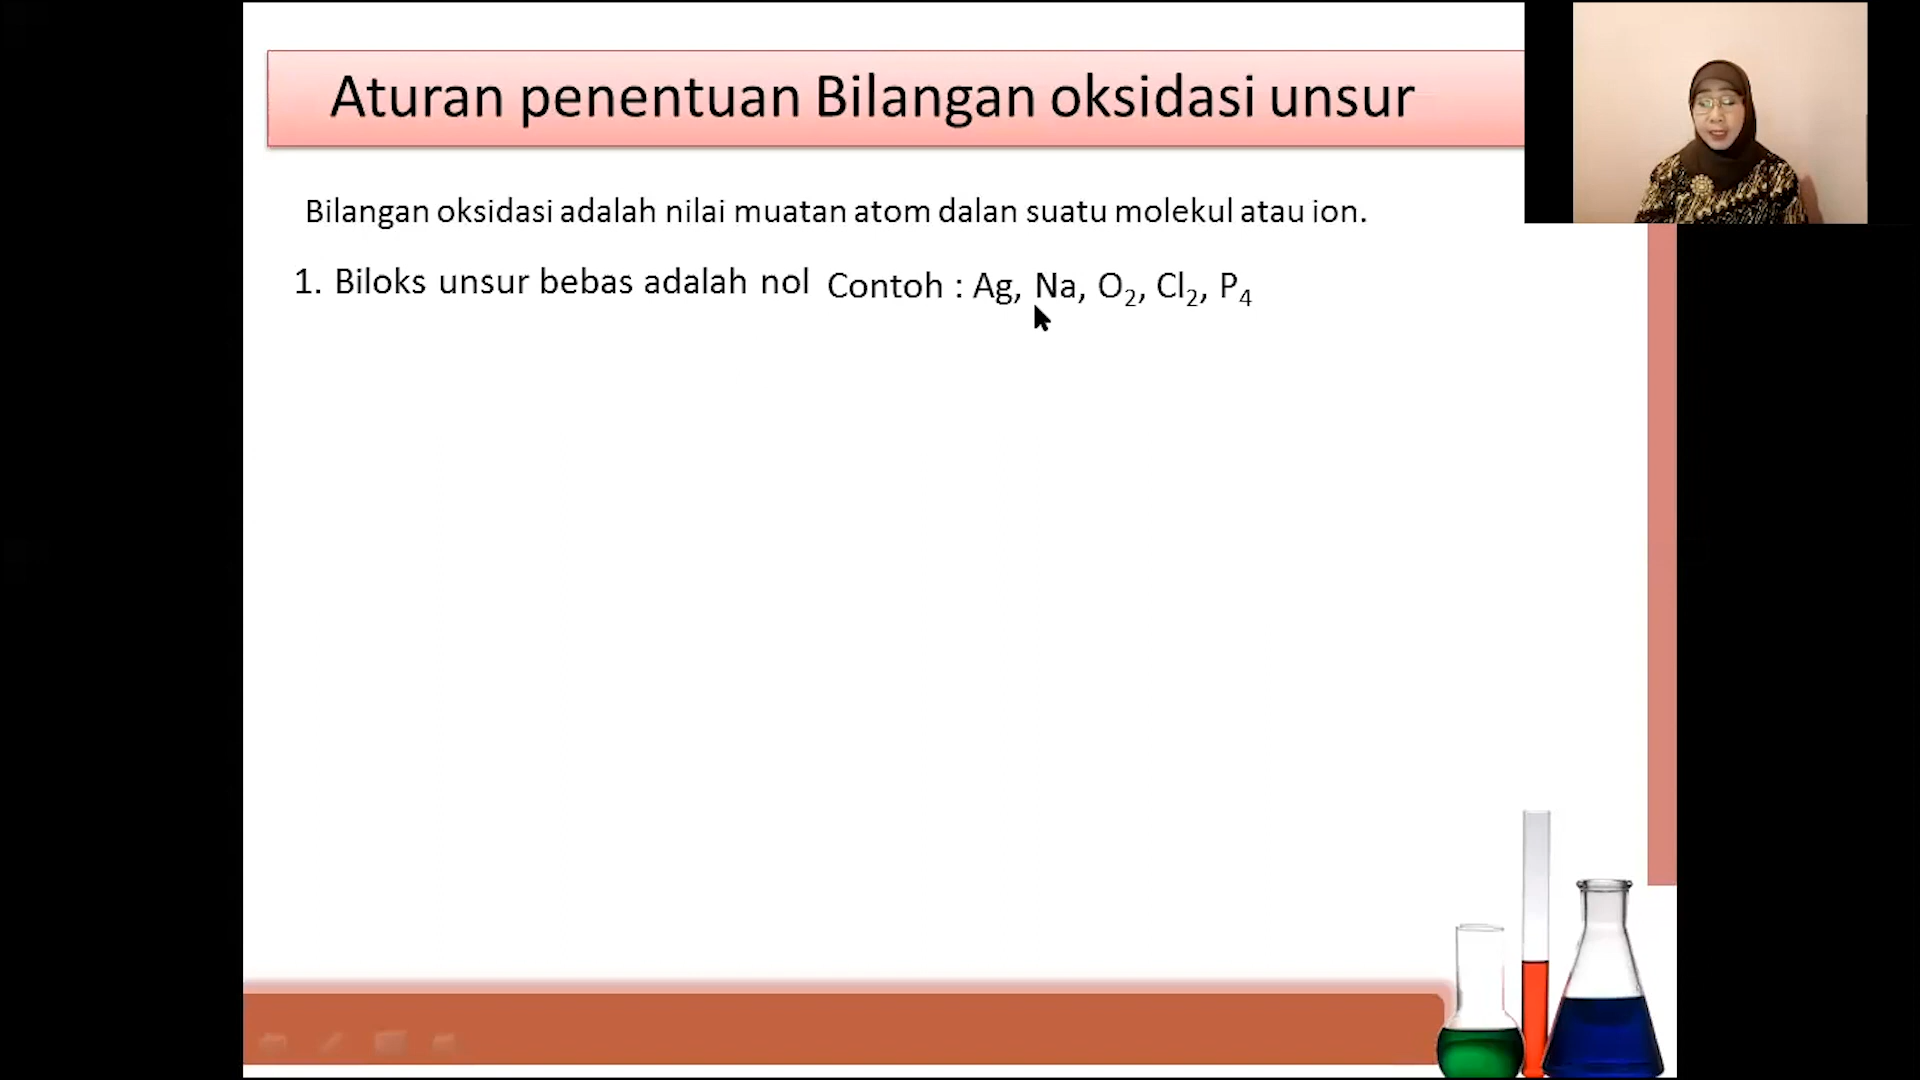 Aturan penentuan Bilangan oksidasi unsur
Bilangan oksidasi adalah nilai muatan atom dalan suatu molekul atau ion.
1. Biloks unsur bebas adalah nol Contoh : Ag, Na, O₂, Cl₂, P₄